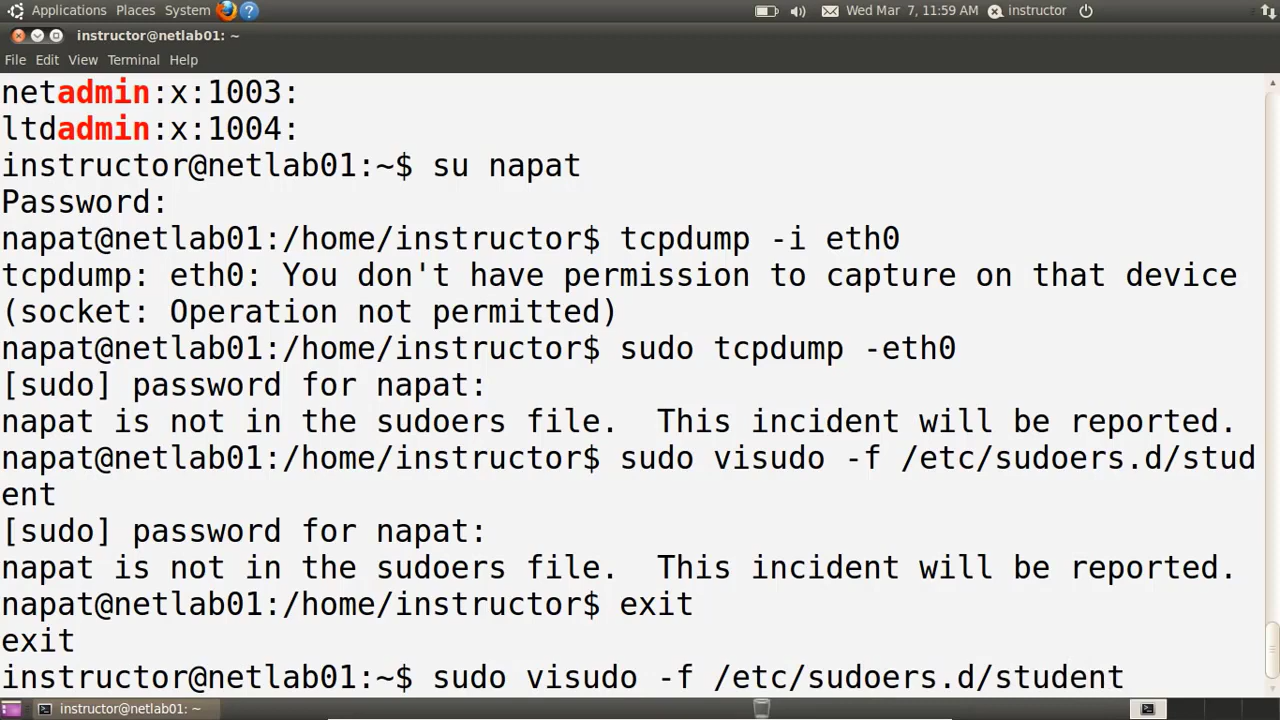 Applications Places System Wed Mar 7, 11:59 AM instructor
instructor@netlab01: ~
File Edit View Terminal Help
netadmin:x:1003:
ltdadmin:x:1004:
instructor@netlab01:~$ su napat
Password:
napat@netlab01:/home/instructor$ tcpdump -i eth0
tcpdump: eth0: You don't have permission to capture on that device
(socket: Operation not permitted)
napat@netlab01:/home/instructor$ sudo tcpdump -eth0
[sudo] password for napat:
napat is not in the sudoers file.  This incident will be reported.
napat@netlab01:/home/instructor$ sudo visudo -f /etc/sudoers.d/stud
ent
[sudo] password for napat:
napat is not in the sudoers file.  This incident will be reported.
napat@netlab01:/home/instructor$ exit
exit
instructor@netlab01:~$ sudo visudo -f /etc/sudoers.d/student
instructor@netlab01: ~